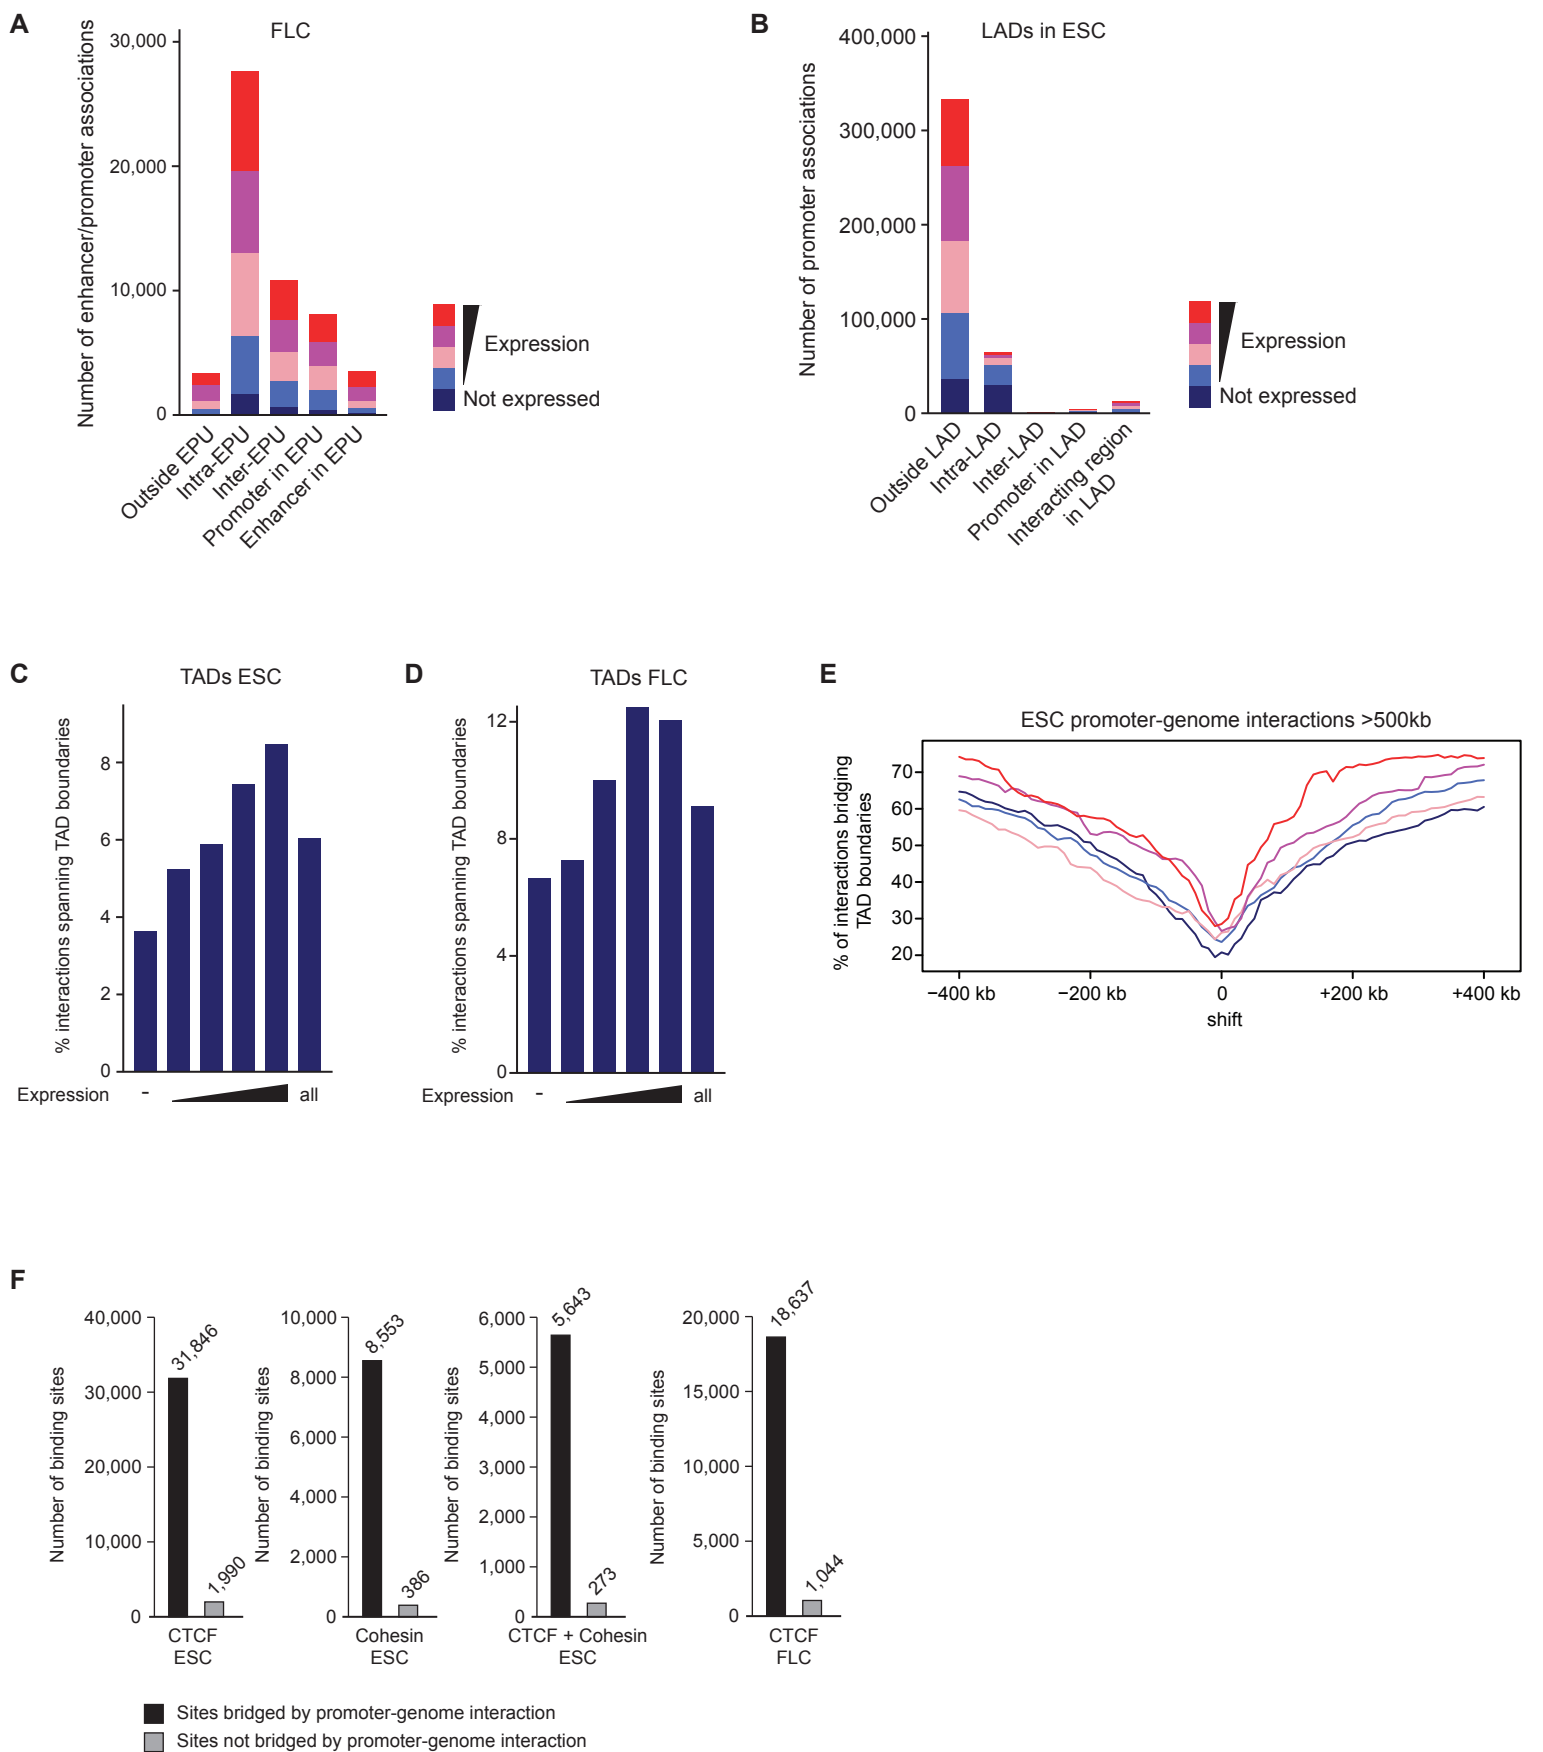 A
FLC
Number of enhancer/promoter associations
30,000
20,000
10,000
0
Outside EPU
Intra-EPU
Inter-EPU
Promoter in EPU
Enhancer in EPU
Expression
Not expressed
B
LADs in ESC
Number of promoter associations
400,000
300,000
200,000
100,000
0
Outside LAD
Intra-LAD
Inter-LAD
Promoter in LAD
Interacting region
in LAD
Expression
Not expressed
C
TADs ESC
% interactions spanning TAD boundaries
8
6
4
2
0
Expression
-
all
D
TADs FLC
% interactions spanning TAD boundaries
12
8
4
0
Expression
-
all
E
ESC promoter-genome interactions >500kb
% of interactions bridging
TAD boundaries
70
60
50
40
30
20
−400 kb
−200 kb
0
+200 kb
+400 kb
shift
F
Number of binding sites
40,000
30,000
20,000
10,000
0
31,846
1,990
CTCF
ESC
Number of binding sites
10,000
8,000
6,000
4,000
2,000
0
8,553
386
Cohesin
ESC
Number of binding sites
6,000
5,000
4,000
3,000
2,000
1,000
0
5,643
273
CTCF + Cohesin
ESC
Number of binding sites
20,000
15,000
10,000
5,000
0
18,637
1,044
CTCF
FLC
Sites bridged by promoter-genome interaction
Sites not bridged by promoter-genome interaction